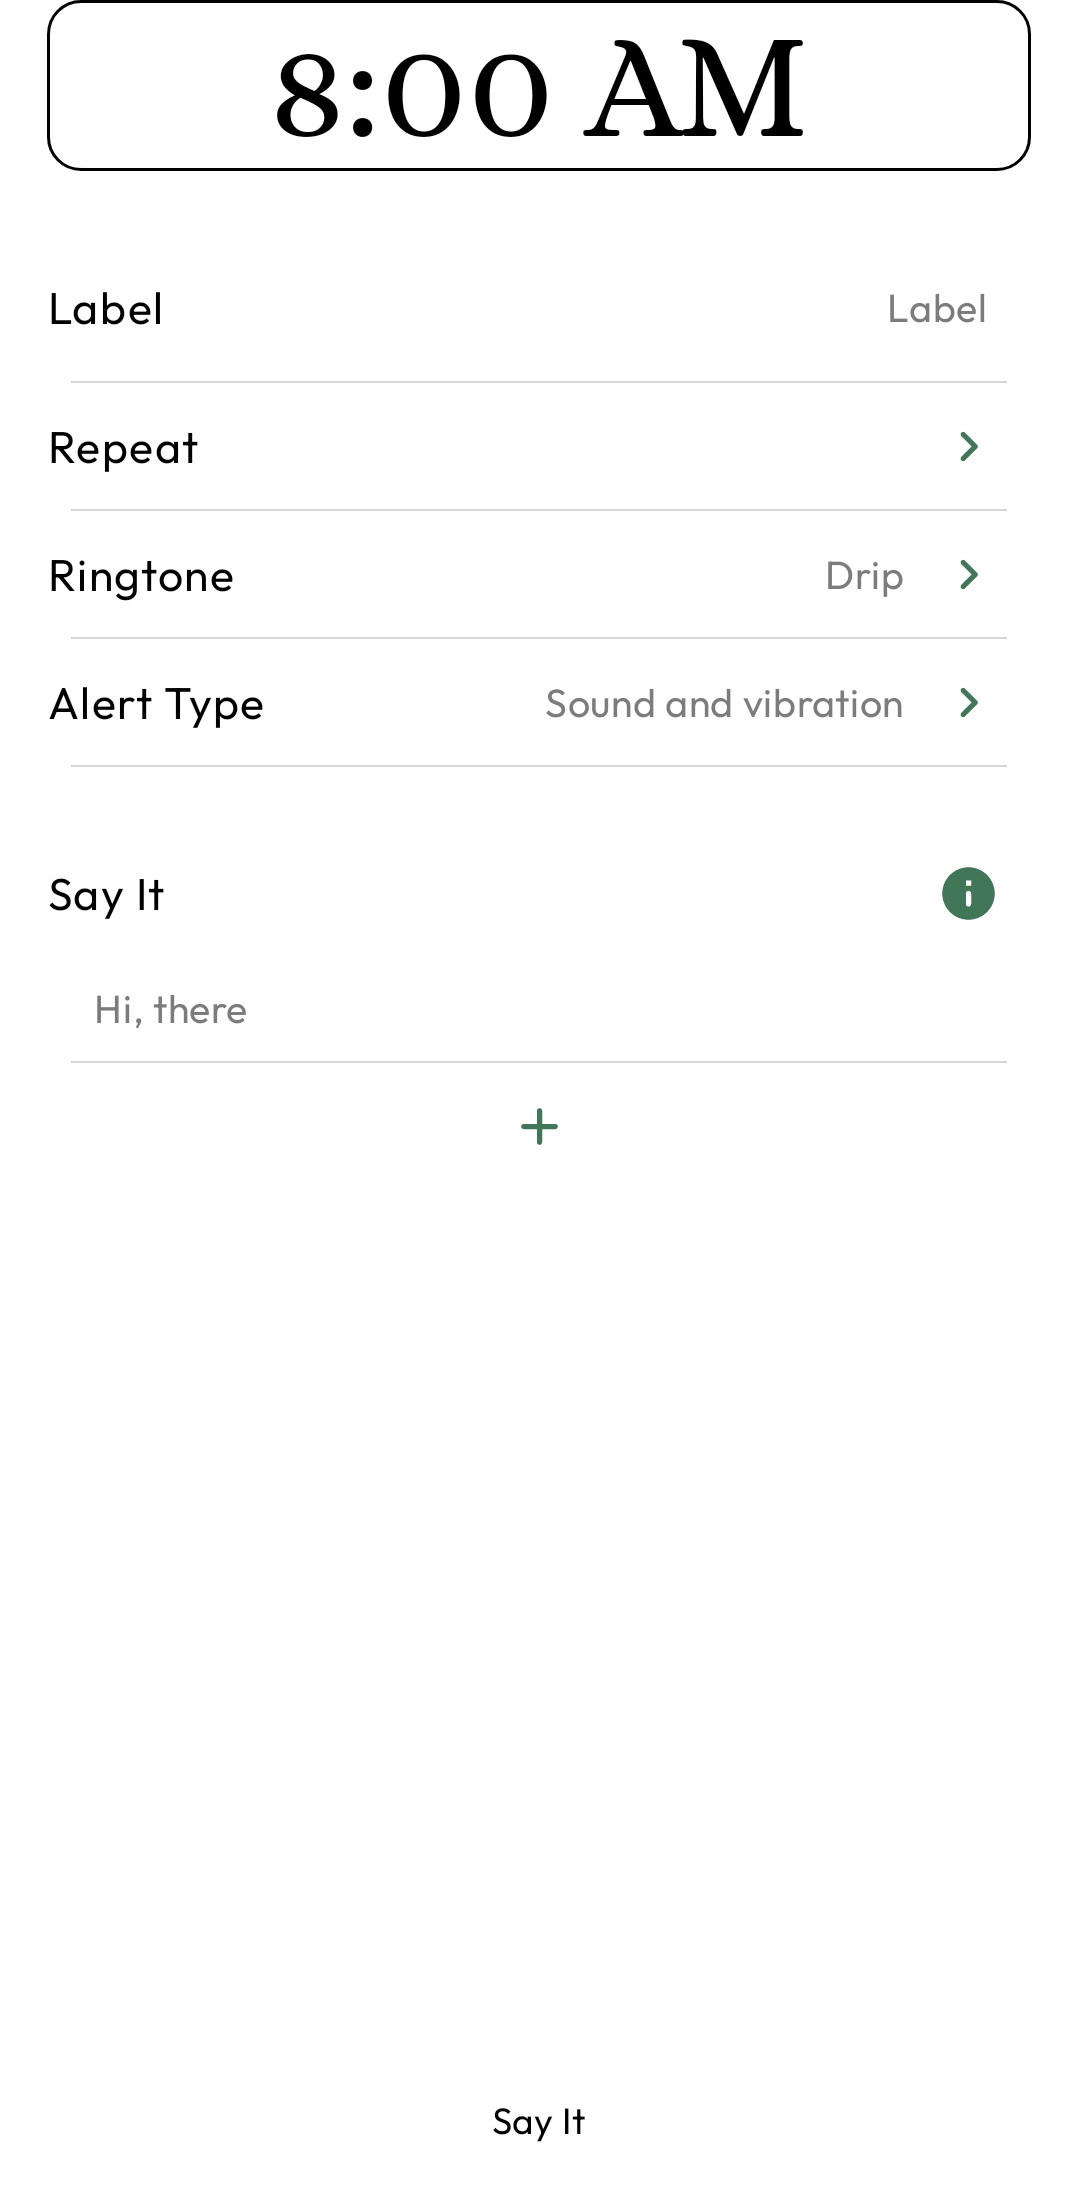 8:00 AM
Label Label
Repeat
Ringtone Drip
Alert Type Sound and vibration
Say It
Hi, there
Say It